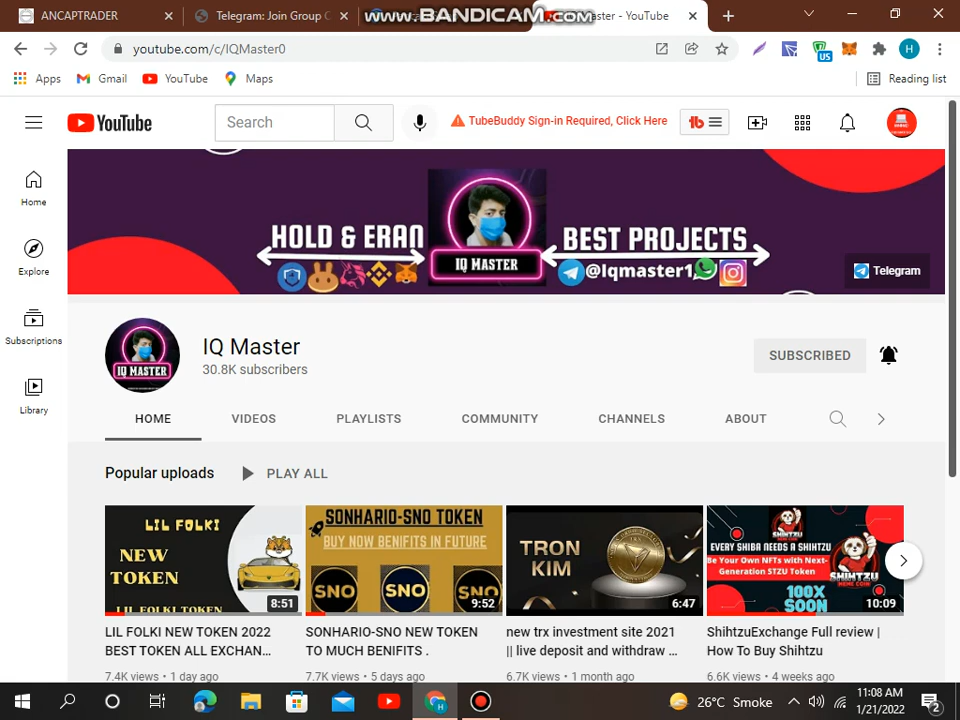 ANCAPTRADER
Telegram: Join Group C
www.BANDICAM.com
aster - YouTube
youtube.com/c/IQMaster0
H
Apps
Gmail
YouTube
Maps
US
Reading list
YouTube
Search
TubeBuddy Sign-in Required, Click Here
tb
Home
Explore
Subscriptions
Library
HOLD & ERAN
IQ MASTER
BEST PROJECTS
@Iqmaster1
Telegram
IQ MASTER
IQ Master
30.8K subscribers
SUBSCRIBED
HOME
VIDEOS
PLAYLISTS
COMMUNITY
CHANNELS
ABOUT
Popular uploads
PLAY ALL
LIL FOLKI
NEW
TOKEN
LIL FOLKI TOKEN
8:51
SONHARIO-SNO TOKEN
BUY NOW BENIFITS IN FUTURE
SNO
SNO
SNO
9:52
TRON
KIM
6:47
EVERY SHIBA NEEDS A SHIHTZU
Be Your Own NFTs with Next-
Generation STZU Token
100X
SOON
SHIHTZU
MEME COIN
10:09
LIL FOLKI NEW TOKEN 2022
BEST TOKEN ALL EXCHAN...
7.4K views • 1 day ago
SONHARIO-SNO NEW TOKEN
TO MUCH BENIFITS .
7.7K views • 5 days ago
new trx investment site 2021
|| live deposit and withdraw ...
6.7K views • 1 month ago
ShihtzuExchange Full review |
How To Buy Shihtzu
6.6K views • 4 weeks ago
26°C Smoke
11:08 AM
1/21/2022
2